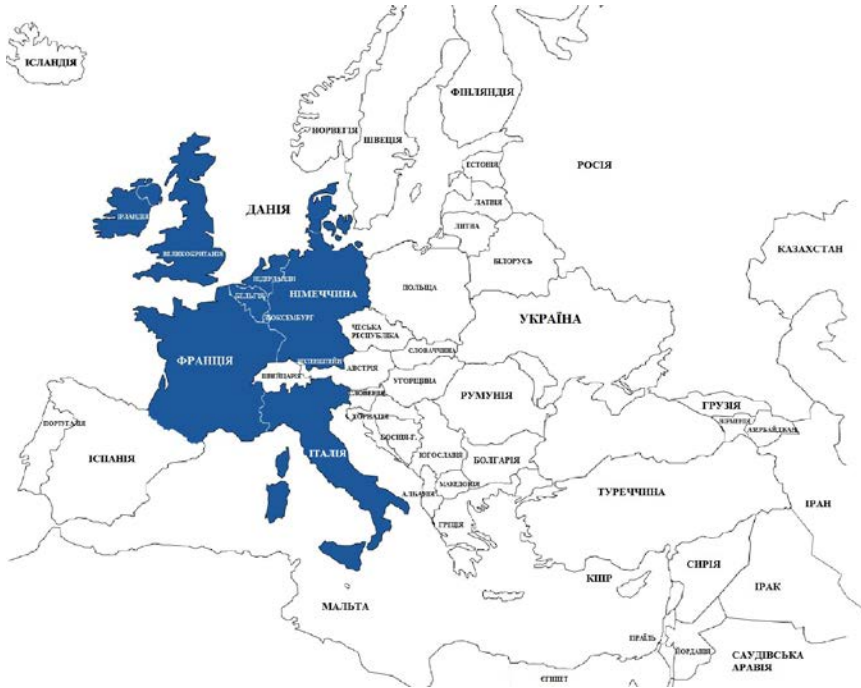 ІСЛАНДІЯ
ФІНЛЯНДІЯ
НОРВЕГІЯ
ШВЕЦІЯ
ЕСТОНІЯ
РОСІЯ
ЛАТВІЯ
ДАНІЯ
ІРЛАНДІЯ
ЛИТВА
КАЗАХСТАН
ВЕЛИКОБРИТАНІЯ
БІЛОРУСЬ
НІДЕРЛАНДИ
ПОЛЬЩА
БЕЛЬГІЯ
НІМЕЧЧИНА
ЛЮКСЕМБУРГ
УКРАЇНА
ЧЕСЬКА
РЕСПУБЛІКА
СЛОВАЧЧИНА
ФРАНЦІЯ
ЛІХТЕНШТЕЙН
АВСТРІЯ
ШВЕЙЦАРІЯ
УГОРЩИНА
СЛОВЕНІЯ
РУМУНІЯ
ГРУЗІЯ
ХОРВАТІЯ
ПОРТУГАЛІЯ
ВІРМЕНІЯ
АЗЕРБАЙДЖАН
БОСНІЯ-Г.
ІСПАНІЯ
ІТАЛІЯ
ЮГОСЛАВІЯ
БОЛГАРІЯ
МАКЕДОНІЯ
АЛБАНІЯ
ТУРЕЧЧИНА
ІРАН
ГРЕЦІЯ
СИРІЯ
КІПР
ІРАК
МАЛЬТА
ІЗРАЇЛЬ
ЙОРДАНІЯ
САУДІВСЬКА
АРАВІЯ
ЄГИПЕТ